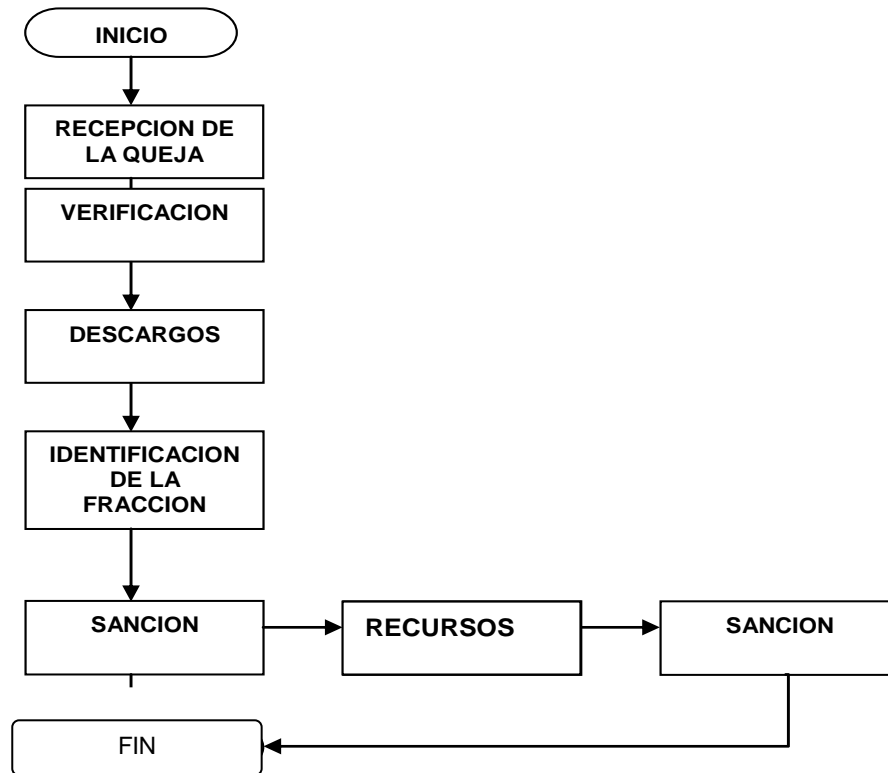 INICIO
RECEPCION DE
LA QUEJA
VERIFICACION
DESCARGOS
IDENTIFICACION
DE LA
FRACCION
SANCION
RECURSOS
SANCION
FIN